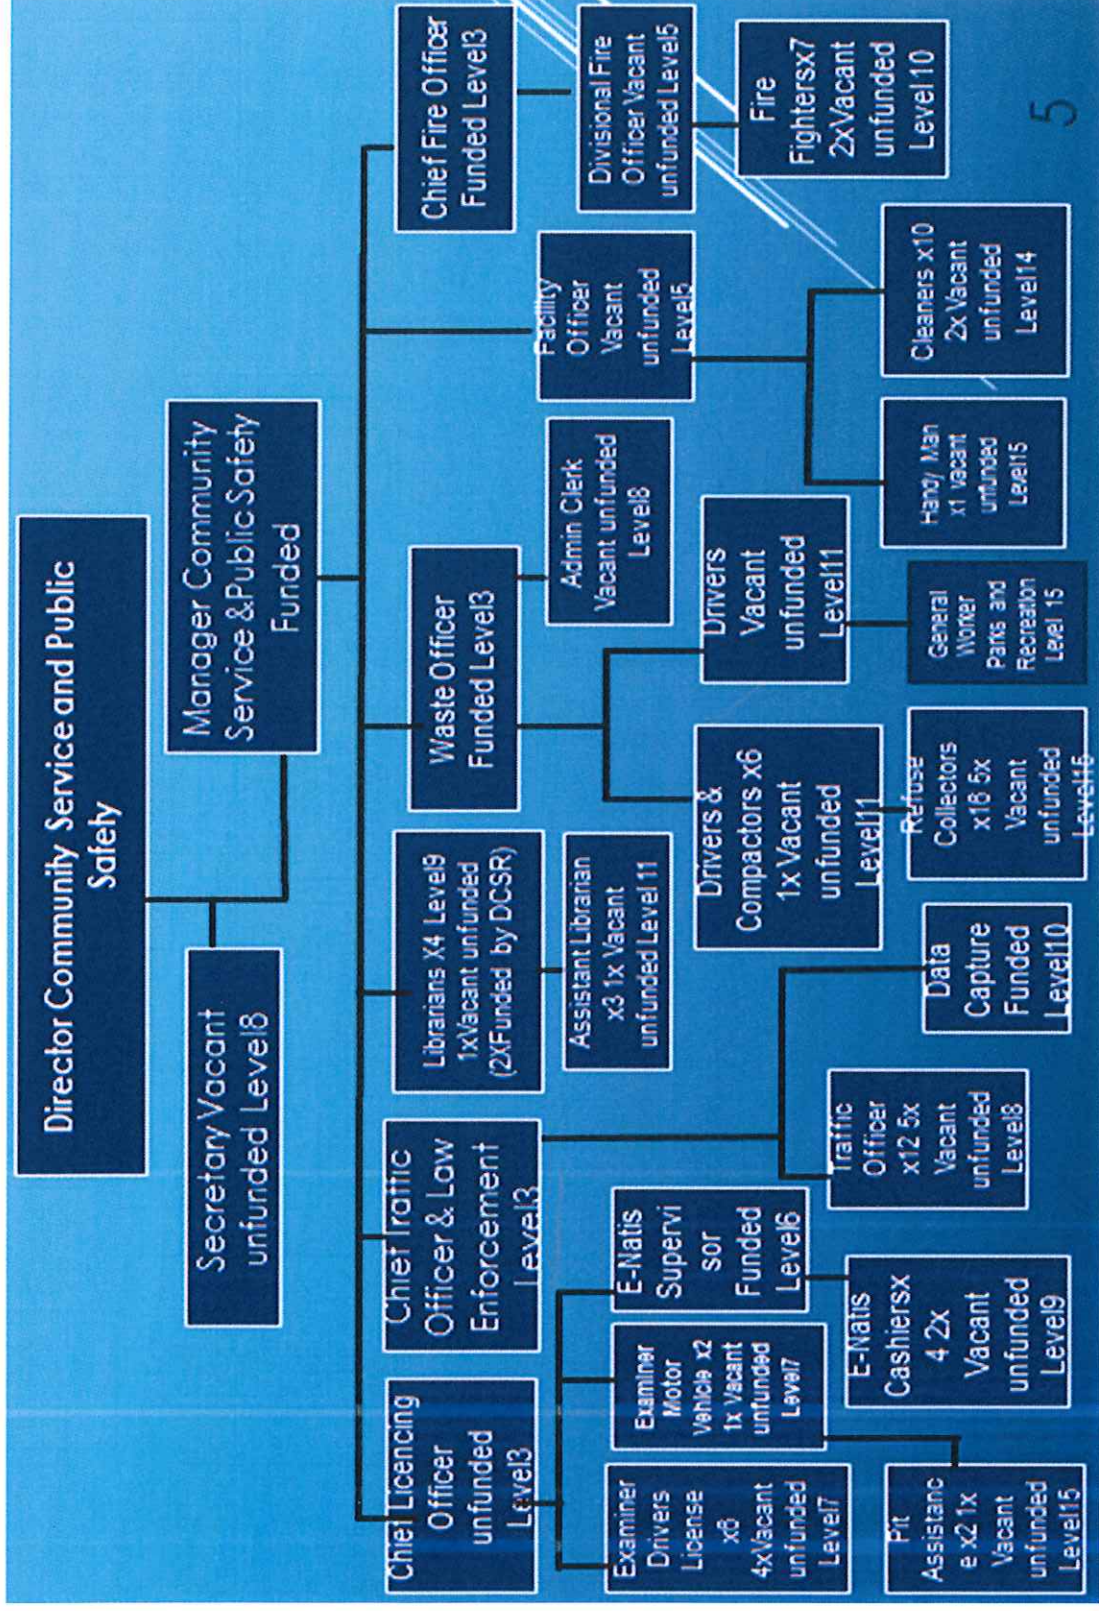 Director Community Service and Public
Safety
Secretary Vacant
unfunded Level8
Manager Community
Service & Public Safety
Funded
Chief Licencing
Officer
unfunded
Level3
Chief Traffic
Officer & Law
Enforcement
Level3
Librarians X4 Level9
1xVacant unfunded
(2XFunded by DCSR)
Waste Officer
Funded Level3
Facility
Officer
Vacant
unfunded
Level5
Chief Fire Officer
Funded Level3
Examiner
Drivers
License
x6
4xVacant
unfunded
Level7
Examiner
Motor
Vehicle x2
1x Vacant
unfunded
Level7
E-Natis
Supervi
sor
Funded
Level6
Pit
Assistanc
e x2 1x
Vacant
unfunded
Level15
E-Natis
Cashiersx
4 2x
Vacant
unfunded
Level9
Traffic
Officer
x12 5x
Vacant
unfunded
Level8
Data
Capture
Funded
Level10
Assistant Librarian
x3 1x Vacant
unfunded Level 11
Admin Clerk
Vacant unfunded
Level8
Drivers &
Compactors x6
1x Vacant
unfunded
Level11
Drivers
Vacant
unfunded
Level11
Refuse
Collectors
5x
Vacant
unfunded
Level15
General
Worker
Parks and
Recreation
Level 15
Handy Man
x1 vacant
unfunded
Level15
Cleaners x10
2x Vacant
unfunded
Level14
Divisional Fire
Officer Vacant
unfunded Level5
Fire
Fightersx7
2xVacant
unfunded
Level10
5